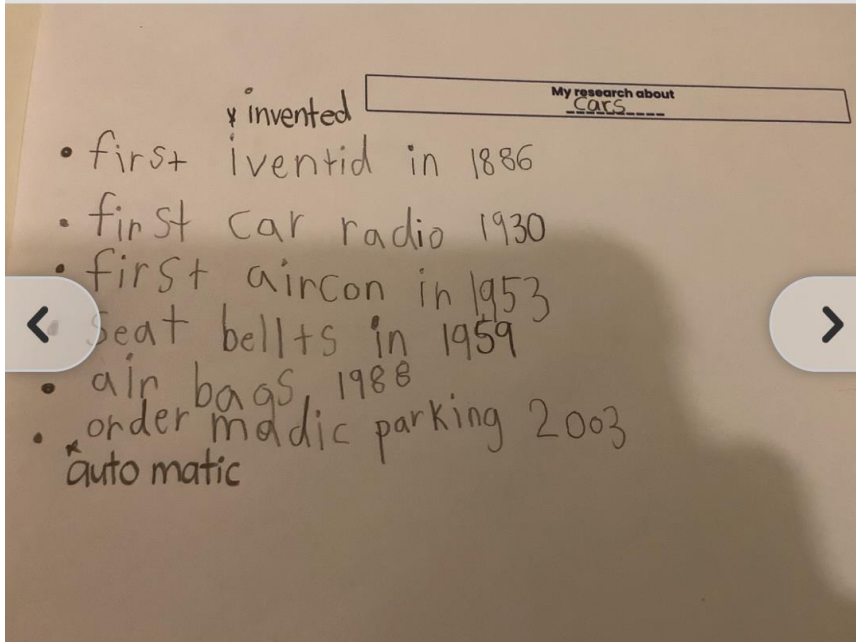 My research about
cars
* invented
• first iventid in 1886
• first car radio 1930
• first aircon in 1953
seat bellts in 1959
• air bags 1988
• order madic parking 2003
* auto matic